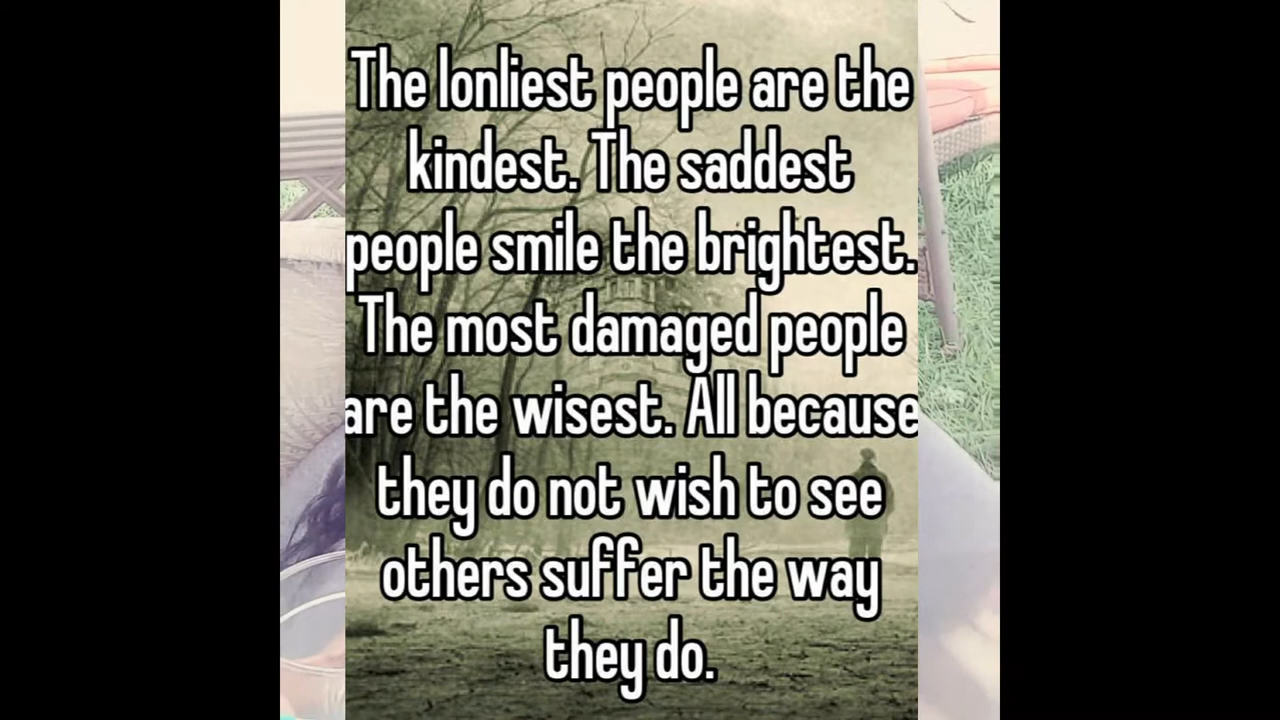 The lonliest people are the
kindest. The saddest
people smile the brightest.
The most damaged people
are the wisest. All because
they do not wish to see
others suffer the way
they do.